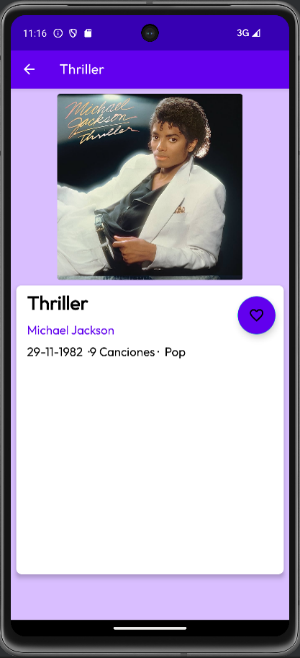 11:16
3G
Thriller
Michael
Jackson
Thriller
Thriller
Michael Jackson
29-11-1982 ·9 Canciones· Pop